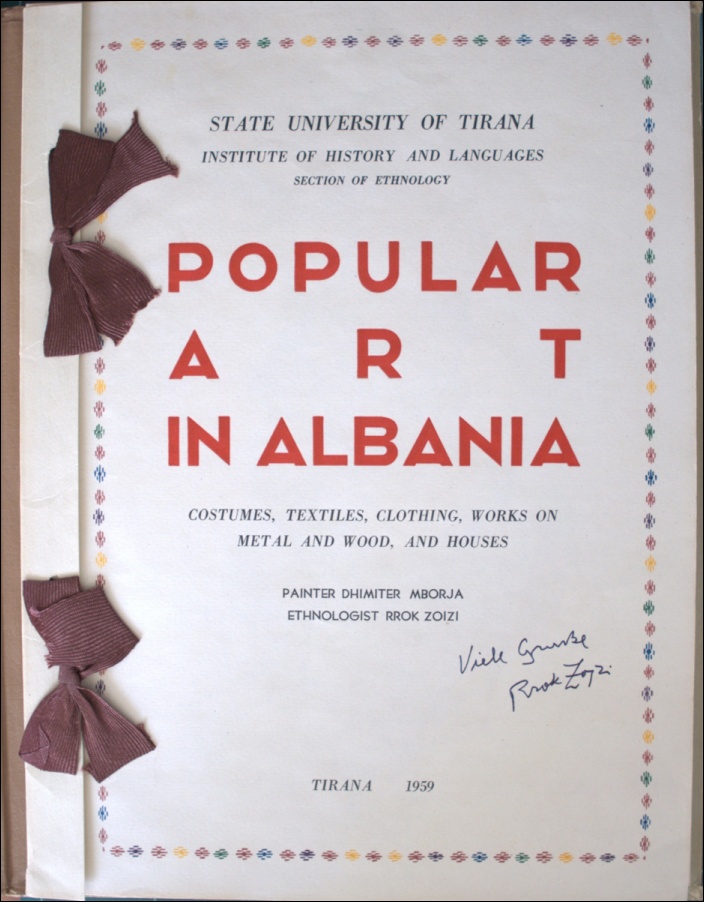 STATE UNIVERSITY OF TIRANA
INSTITUTE OF HISTORY AND LANGUAGES
SECTION OF ETHNOLOGY
POPULAR
ART
IN ALBANIA
COSTUMES, TEXTILES, CLOTHING, WORKS ON
METAL AND WOOD, AND HOUSES
PAINTER DHIMITER MBORJA
ETHNOLOGIST RROK ZOIZI
Viele Grüsse
Rrok Zojzi
TIRANA 1959